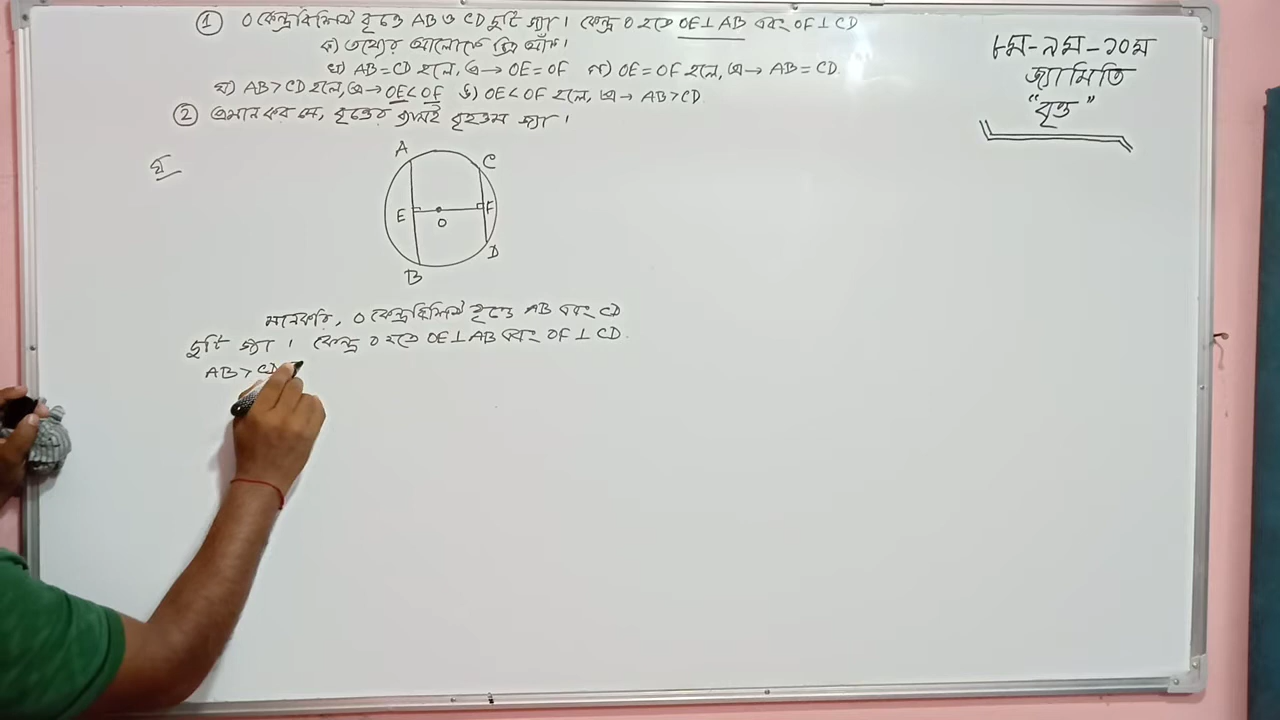 ① O কেন্দ্রবিশিষ্ট বৃত্তে AB ও CD দুটি জ্যা। কেন্দ্র O হতে OE⊥AB এবং OF⊥CD
ক) তথ্যের আলোকে চিত্র আঁক।
খ) AB=CD হলে, প্র→ OE=OF গ) OE=OF হলে, প্র→ AB=CD
ঘ) AB>CD হলে, প্র→ OE<OF ঙ) OE<OF হলে, প্র→ AB>CD
② প্রমান কর যে, বৃত্তের ব্যাসই বৃহত্তম জ্যা।
৮ম-৯ম-১০ম
জ্যামিতি
"বৃত্ত"
ঘ
A
C
E
F
O
B
D
মনেকরি, O কেন্দ্রবিশিষ্ট বৃত্তে AB এবং CD
দুটি জ্যা। কেন্দ্র O হতে OE⊥AB এবং OF⊥CD.
AB>CD